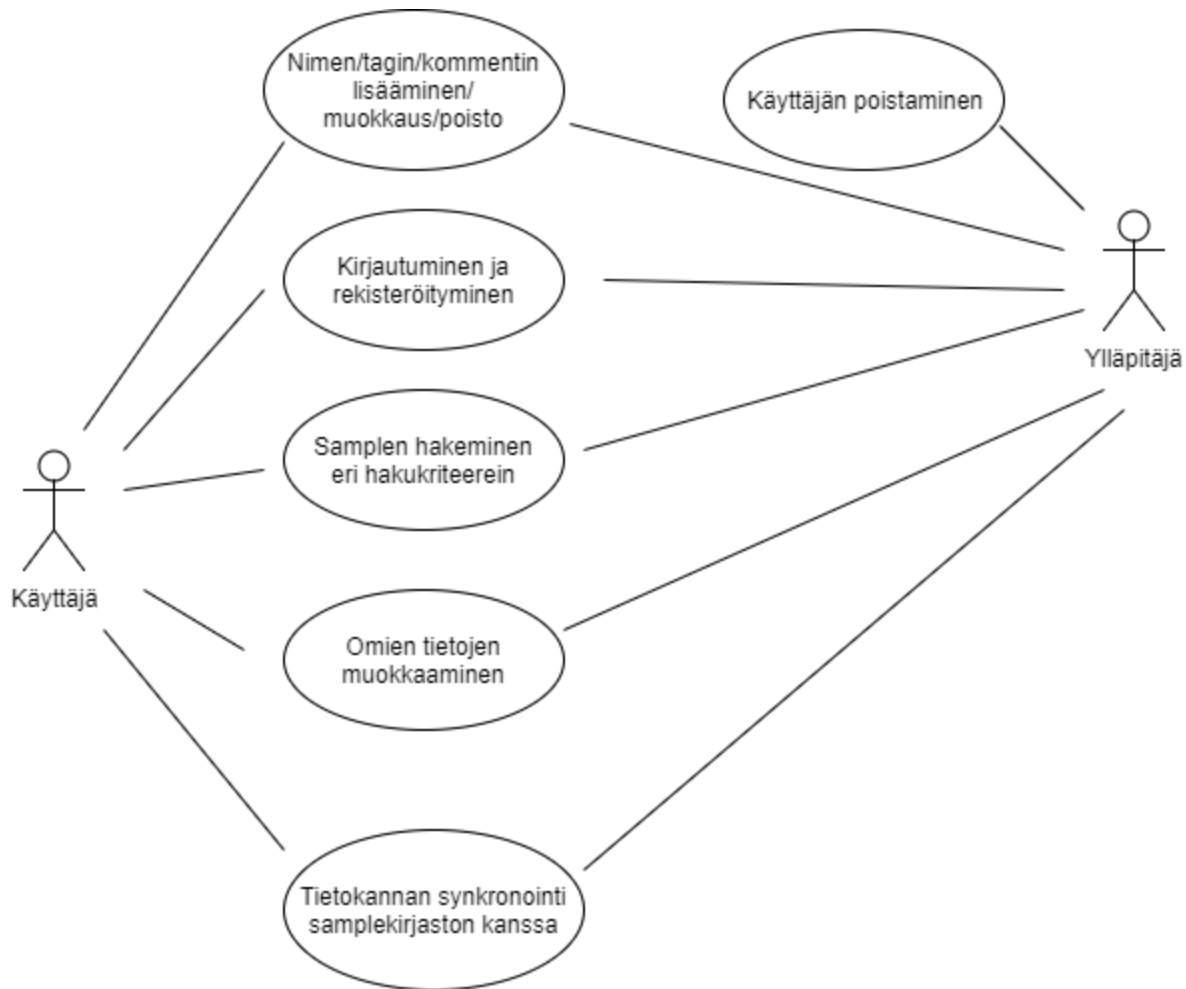 Nimen/tagin/kommentin
lisääminen/
muokkaus/poisto
Käyttäjän poistaminen
Kirjautuminen ja
rekisteröityminen
Ylläpitäjä
Samplen hakeminen
eri hakukriteerein
Käyttäjä
Omien tietojen
muokkaaminen
Tietokannan synkronointi
samplekirjaston kanssa